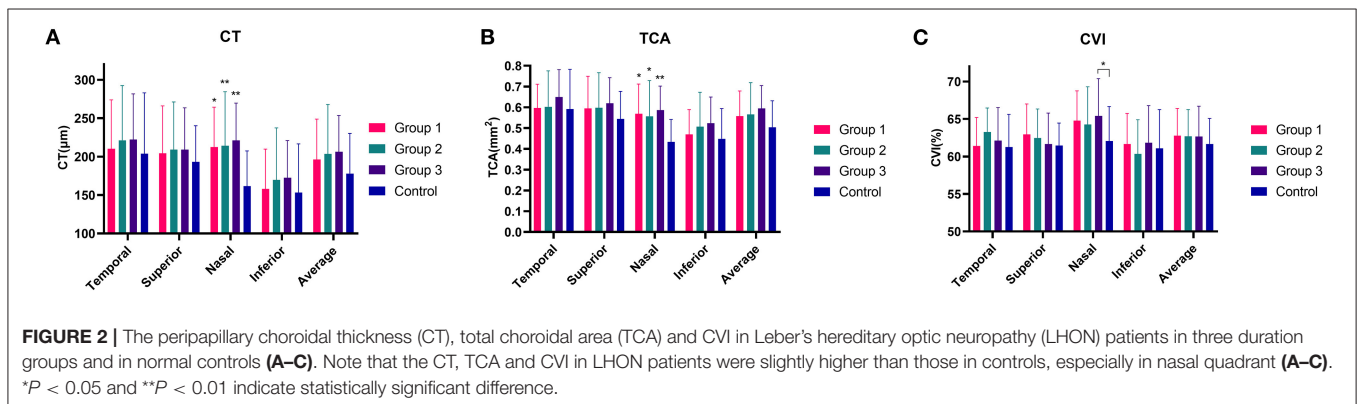 A
CT
CT(µm)
300
250
200
150
100
Temporal
Superior
Nasal
Inferior
Average
*
**
**
Group 1
Group 2
Group 3
Control
B
TCA
TCA(mm²)
0.8
0.7
0.6
0.5
0.4
0.3
0.2
0.1
0.0
Temporal
Superior
Nasal
Inferior
Average
*
*
**
Group 1
Group 2
Group 3
Control
C
CVI
CVI(%)
70
65
60
55
50
Temporal
Superior
Nasal
Inferior
Average
*
Group 1
Group 2
Group 3
Control
FIGURE 2 | The peripapillary choroidal thickness (CT), total choroidal area (TCA) and CVI in Leber's hereditary optic neuropathy (LHON) patients in three duration
groups and in normal controls (A–C). Note that the CT, TCA and CVI in LHON patients were slightly higher than those in controls, especially in nasal quadrant (A–C).
*P < 0.05 and **P < 0.01 indicate statistically significant difference.